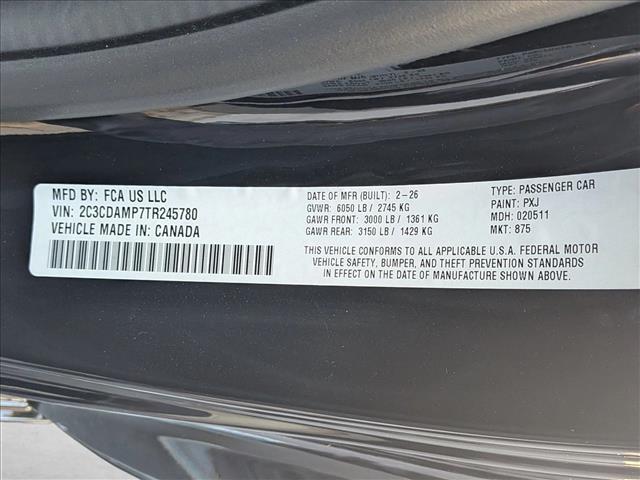 MFD BY: FCA US LLC
VIN: 2C3CDAMP7TR245780
VEHICLE MADE IN: CANADA
DATE OF MFR (BUILT): 2-26
GVWR: 6050 LB / 2745 KG
GAWR FRONT: 3000 LB / 1361 KG
GAWR REAR: 3150 LB / 1429 KG
TYPE: PASSENGER CAR
PAINT: PXJ
MDH: 020511
MKT: 875
THIS VEHICLE CONFORMS TO ALL APPLICABLE U.S.A. FEDERAL MOTOR
VEHICLE SAFETY, BUMPER, AND THEFT PREVENTION STANDARDS
IN EFFECT ON THE DATE OF MANUFACTURE SHOWN ABOVE.